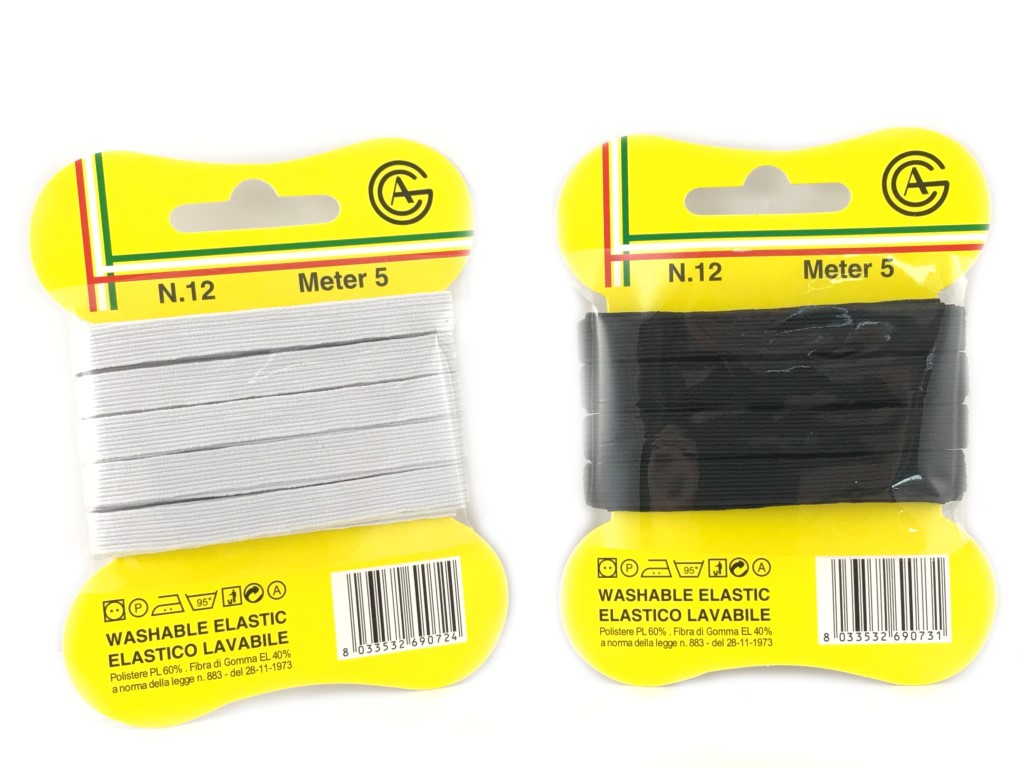 CAG
N.12 Meter 5
P 95° A
WASHABLE ELASTIC
ELASTICO LAVABILE
Polistere PL 60% . Fibra di Gomma EL 40%
a norma della legge n. 883 - del 28-11-1973
8 033532 690724
CAG
N.12 Meter 5
P 95° A
WASHABLE ELASTIC
ELASTICO LAVABILE
Polistere PL 60% . Fibra di Gomma EL 40%
a norma della legge n. 883 - del 28-11-1973
8 033532 690731